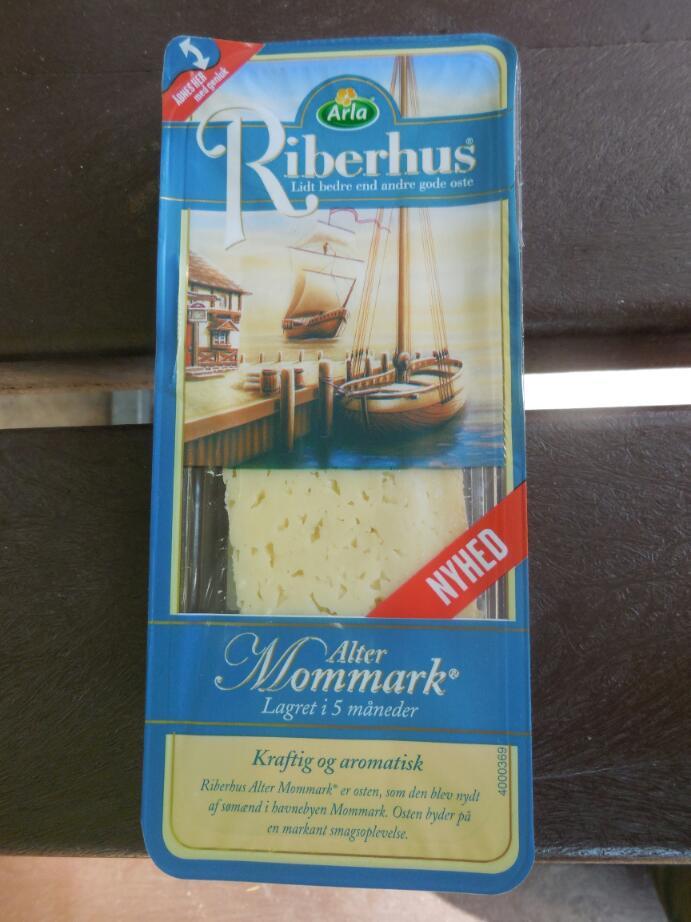 ÅBNES HER
med genluk
Arla®
Riberhus®
Lidt bedre end andre gode oste
NYHED
Alter
Mommark®
Lagret i 5 måneder
Kraftig og aromatisk
Riberhus Alter Mommark® er osten, som den blev nydt
af sømænd i havnebyen Mommark. Osten byder på
en markant smagsoplevelse.
4000369